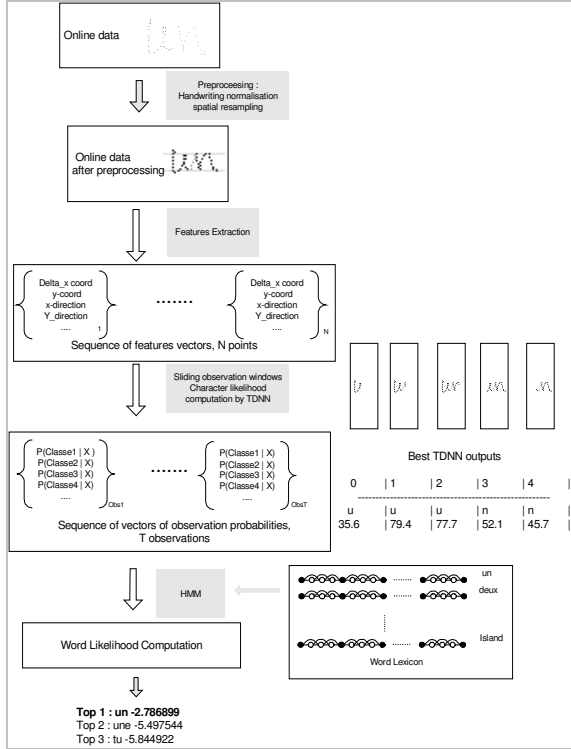 Online data
Preproceesing :
Handwriting normalisation
spatial resampling
Online data
after preprocessing
Features Extraction
Delta_x coord
y-coord
x-direction
Y_direction
....
1
.......
Delta_x coord
y-coord
x-direction
Y_direction
....
N
Sequence of features vectors, N points
Sliding observation windows
Character likelihood
computation by TDNN
P(Classe1 | X )
P(Classe2 | X)
P(Classe3 | X)
P(Classe4 | X)
....
Obs1
.......
P(Classe1 | X)
P(Classe2 | X)
P(Classe3 | X)
P(Classe4 | X)
....
ObsT
Sequence of vectors of observation probabilities,
T observations
Best TDNN outputs
0 | 1 | 2 | 3 | 4 |
------------------------------------------------------------
u | u | u | n | n |
35.6 | 79.4 | 77.7 | 52.1 | 45.7 |
HMM
un
deux
Island
Word Lexicon
Word Likelihood Computation
Top 1 : un -2.786899
Top 2 : une -5.497544
Top 3 : tu -5.844922